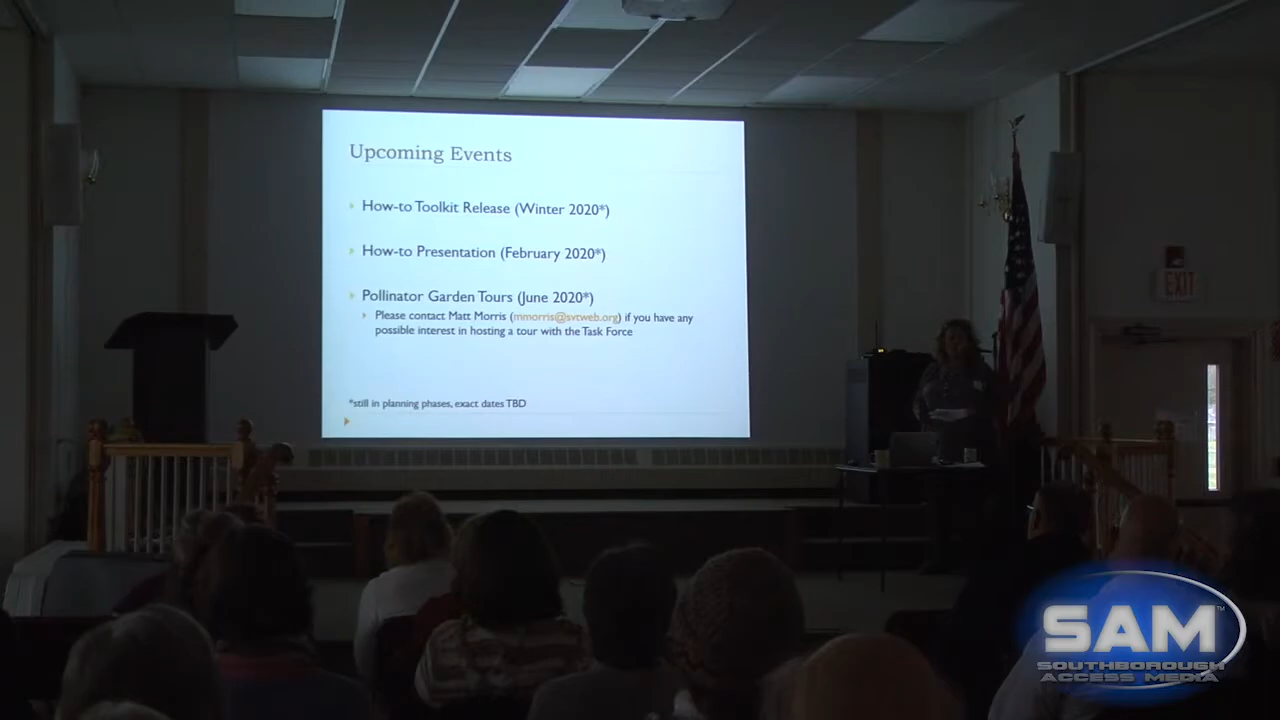 Upcoming Events
How-to Toolkit Release (Winter 2020*)
How-to Presentation (February 2020*)
Pollinator Garden Tours (June 2020*)
Please contact Matt Morris (mmorris@svtweb.org) if you have any
possible interest in hosting a tour with the Task Force
*still in planning phases, exact dates TBD
EXIT
SAM™
SOUTHBOROUGH
ACCESS MEDIA